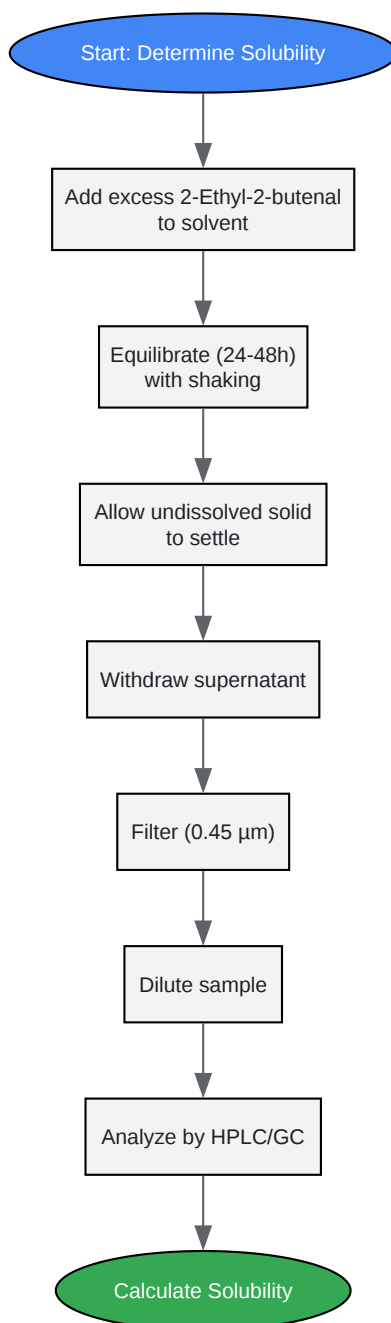 Start: Determine Solubility
Add excess 2-Ethyl-2-butenal
to solvent
Equilibrate (24-48h)
with shaking
Allow undissolved solid
to settle
Withdraw supernatant
Filter (0.45 µm)
Dilute sample
Analyze by HPLC/GC
Calculate Solubility